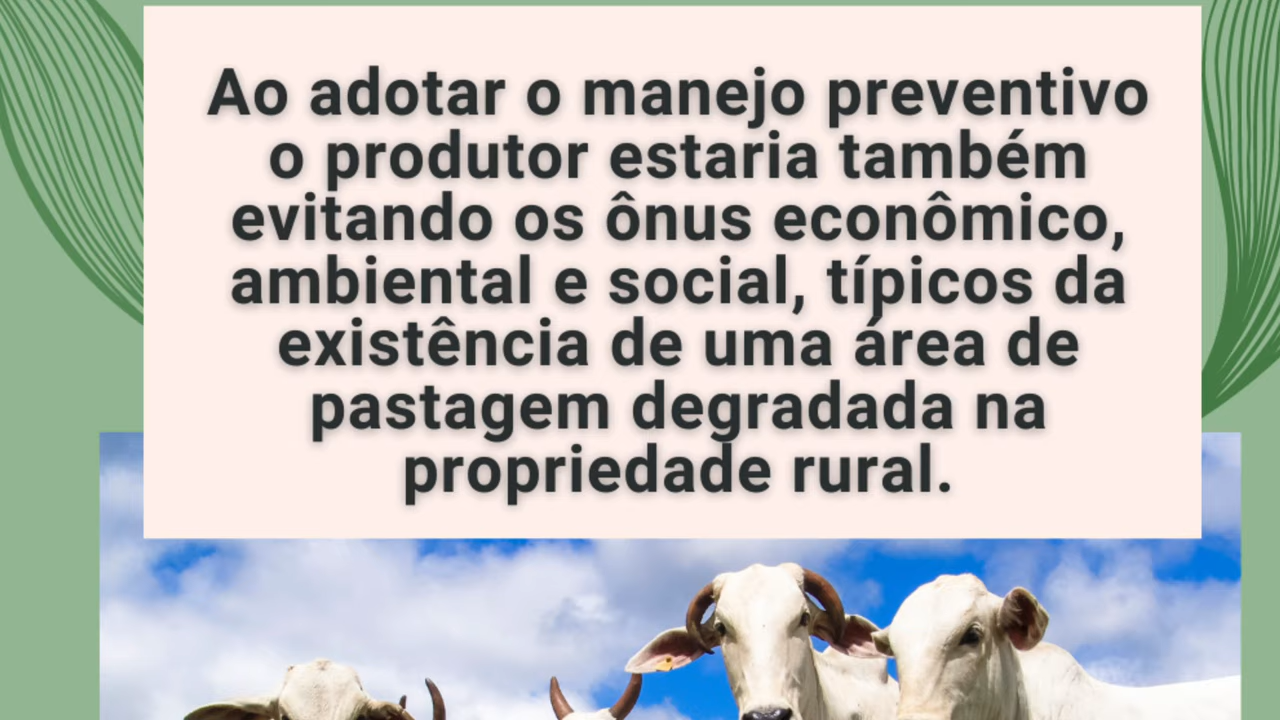 Ao adotar o manejo preventivo
o produtor estaria também
evitando os ônus econômico,
ambiental e social, típicos da
existência de uma área de
pastagem degradada na
propriedade rural.